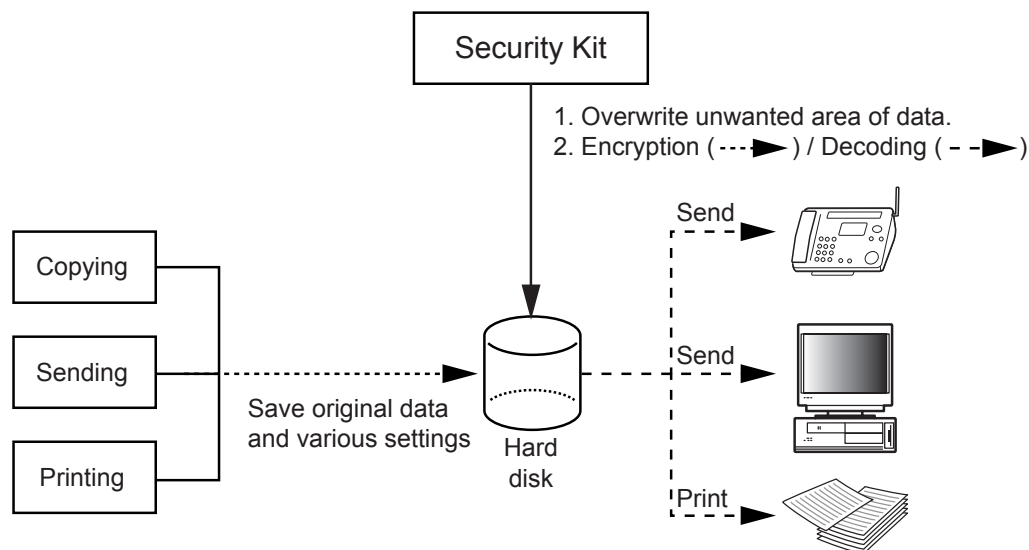 Security Kit
1. Overwrite unwanted area of data.
2. Encryption ( ) / Decoding ( )
Send
Copying
Sending
Send
Save original data
and various settings
Hard
disk
Printing
Print